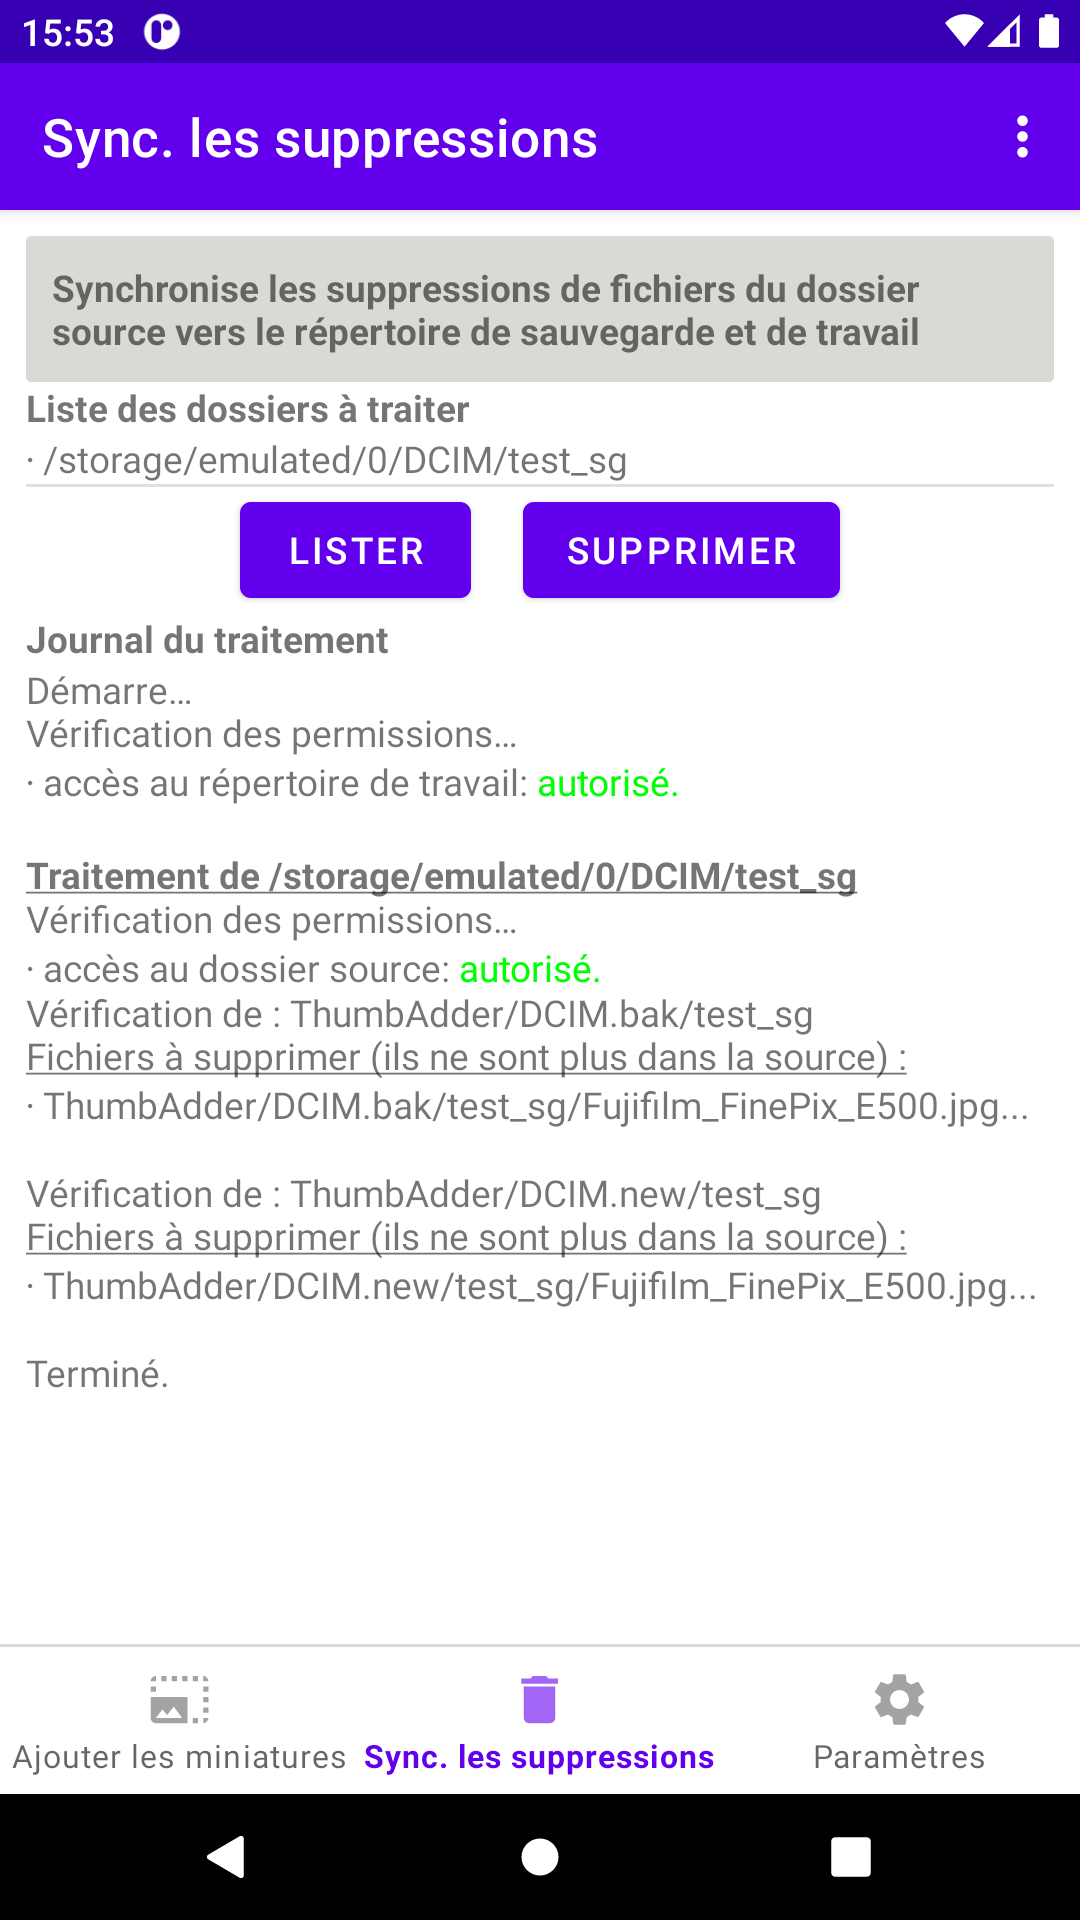 15:53
Sync. les suppressions
Synchronise les suppressions de fichiers du dossier
source vers le répertoire de sauvegarde et de travail
Liste des dossiers à traiter
· /storage/emulated/0/DCIM/test_sg
LISTER SUPPRIMER
Journal du traitement
Démarre…
Vérification des permissions…
· accès au répertoire de travail: autorisé.
Traitement de /storage/emulated/0/DCIM/test_sg
Vérification des permissions…
· accès au dossier source: autorisé.
Vérification de : ThumbAdder/DCIM.bak/test_sg
Fichiers à supprimer (ils ne sont plus dans la source) :
· ThumbAdder/DCIM.bak/test_sg/Fujifilm_FinePix_E500.jpg...
Vérification de : ThumbAdder/DCIM.new/test_sg
Fichiers à supprimer (ils ne sont plus dans la source) :
· ThumbAdder/DCIM.new/test_sg/Fujifilm_FinePix_E500.jpg...
Terminé.
Ajouter les miniatures Sync. les suppressions Paramètres